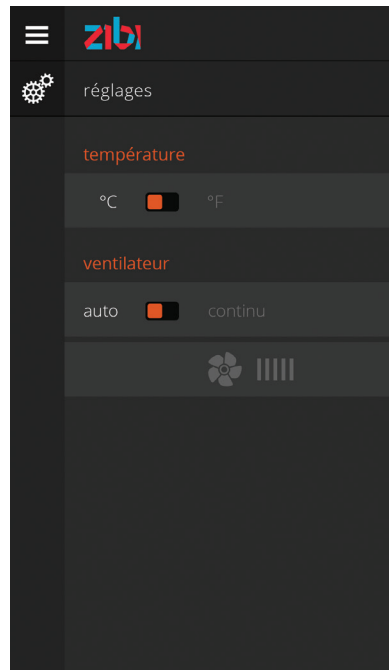 zibi
réglages
température
°C °F
ventilateur
auto continu